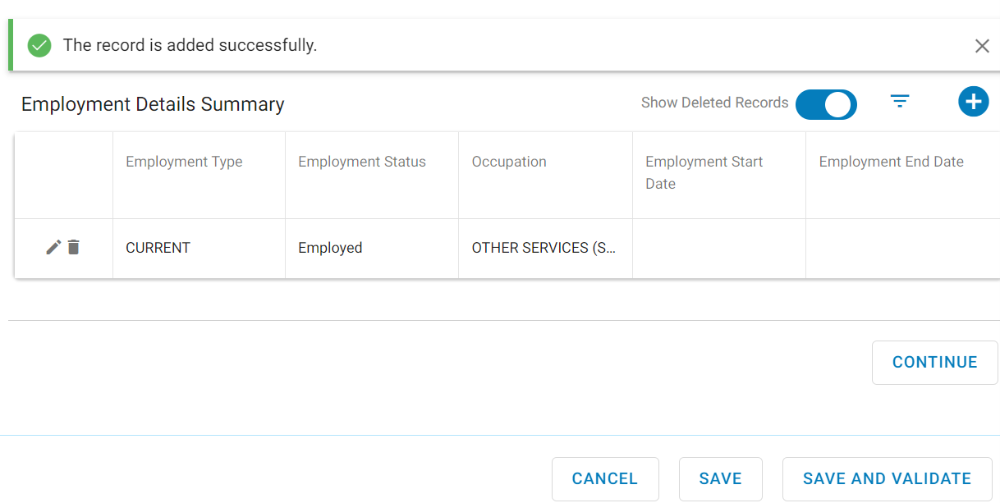 The record is added successfully.
Employment Details Summary
Show Deleted Records
Employment Type
Employment Status
Occupation
Employment Start
Date
Employment End Date
CURRENT
Employed
OTHER SERVICES (S...
CONTINUE
CANCEL
SAVE
SAVE AND VALIDATE